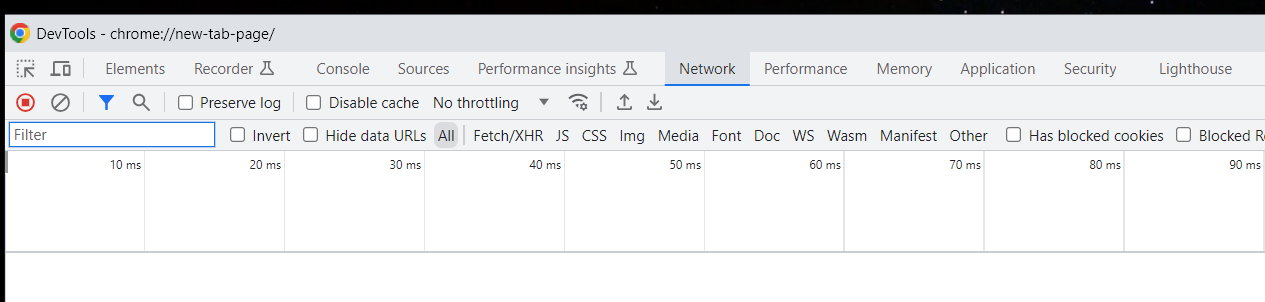 DevTools - chrome://new-tab-page/
Elements Recorder Console Sources Performance insights Network Performance Memory Application Security Lighthouse
Preserve log Disable cache No throttling
Filter Invert Hide data URLs All Fetch/XHR JS CSS Img Media Font Doc WS Wasm Manifest Other Has blocked cookies Blocked Re
10 ms 20 ms 30 ms 40 ms 50 ms 60 ms 70 ms 80 ms 90 ms